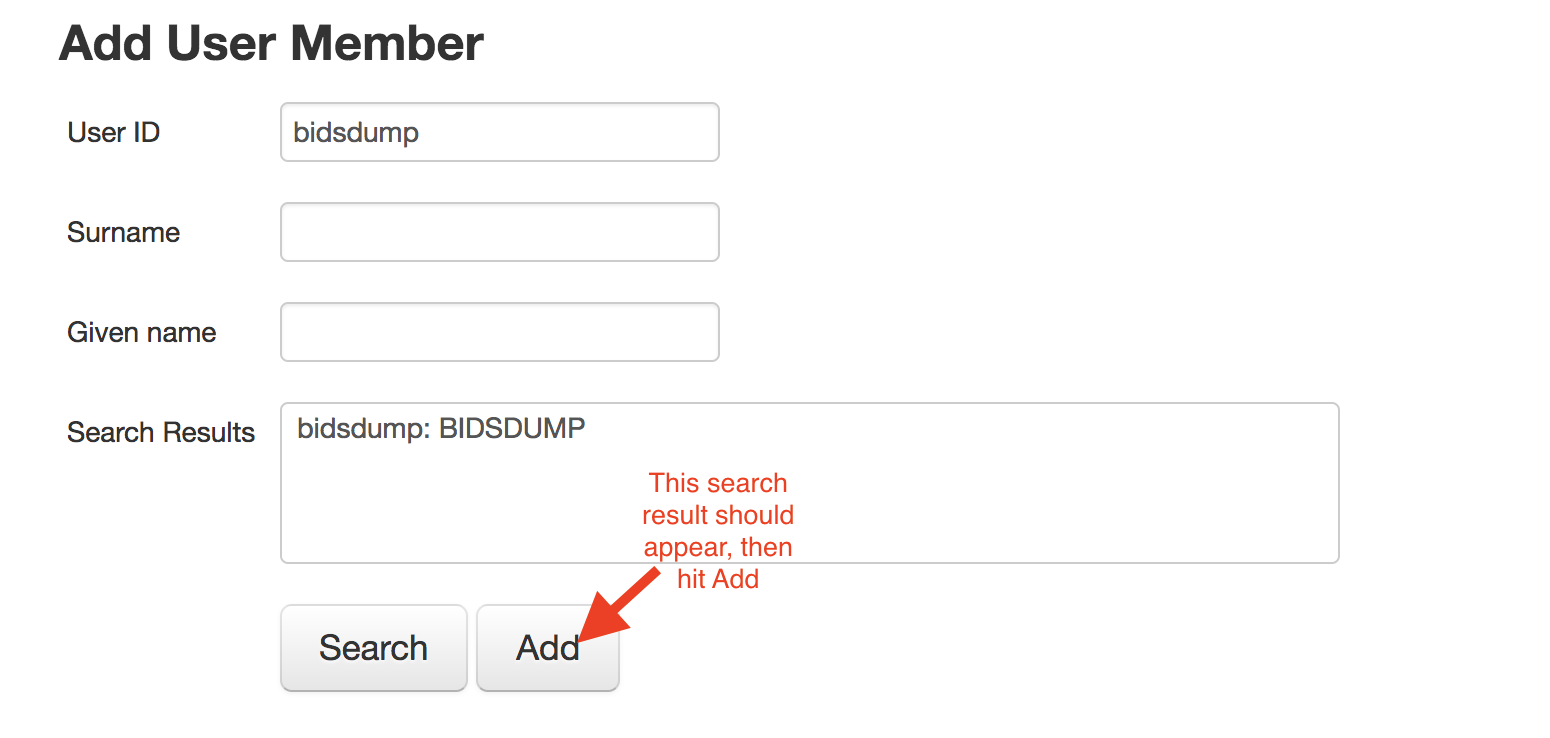 Add User Member
User ID
bidsdump
Surname
Given name
Search Results
bidsdump: BIDSDUMP
This search
result should
appear, then
hit Add
Search
Add